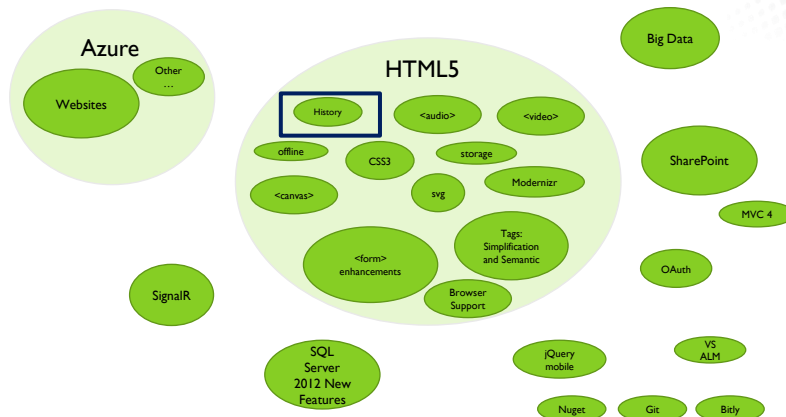 Azure
Other
…
Websites
HTML5
History
<audio>
<video>
offline
CSS3
storage
<canvas>
svg
Modernizr
Tags:
Simplification
and Semantic
<form>
enhancements
Browser
Support
Big Data
SharePoint
MVC 4
OAuth
SignalR
SQL
Server
2012 New
Features
jQuery
mobile
VS
ALM
Nuget
Git
Bitly